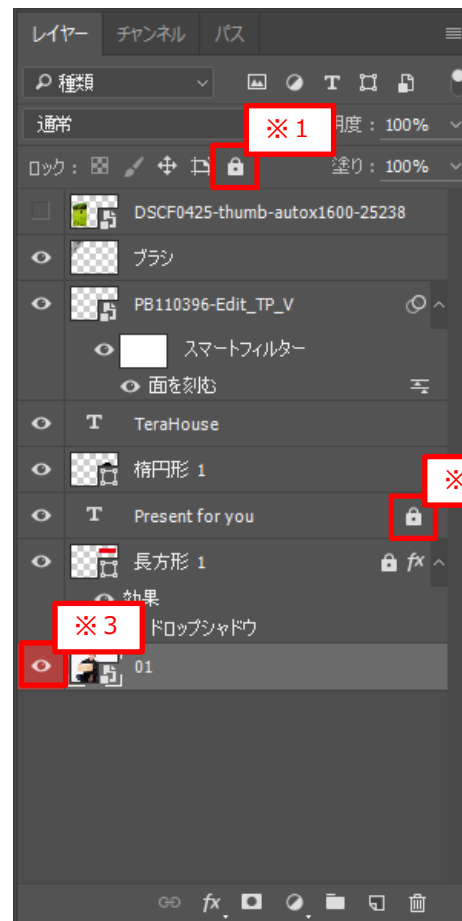 レイヤー チャンネル パス
種類 T
通常 ※1 明度: 100%
ロック: 塗り: 100%
DSCF0425-thumb-autox1600-25238
ブラシ
PB110396-Edit_TP_V
スマートフィルター
面を刻む
T TeraHouse
楕円形 1
※
T Present for you
長方形 1 fx
効果
※3 ドロップシャドウ
01
fx